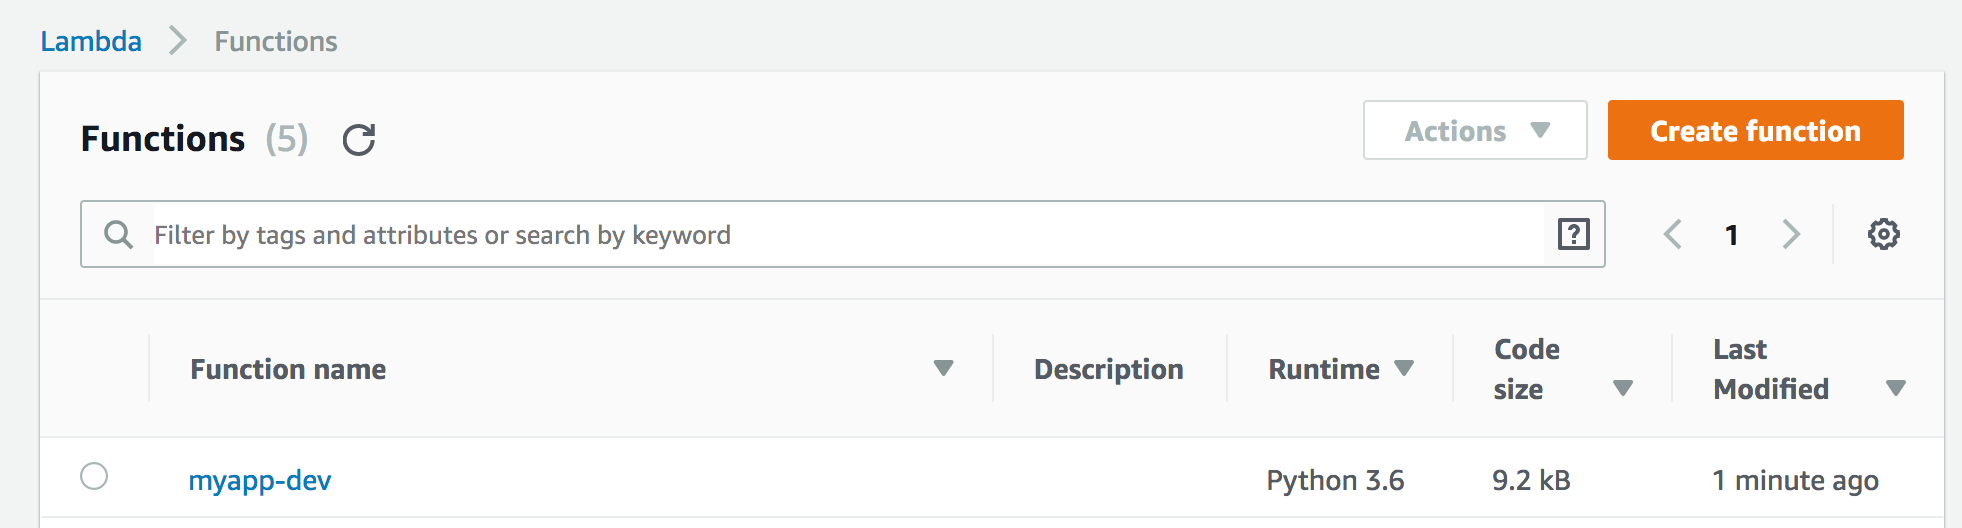 Lambda > Functions
Functions (5)
Actions
Create function
Filter by tags and attributes or search by keyword
?
1
Function name
Description
Runtime
Code size
Last Modified
myapp-dev
Python 3.6
9.2 kB
1 minute ago